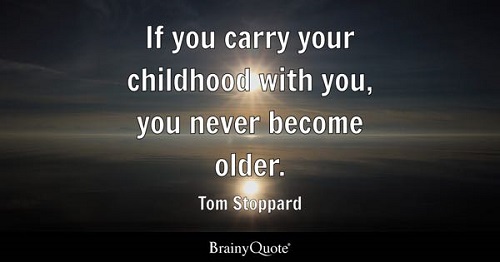 If you carry your
childhood with you,
you never become
older.
Tom Stoppard
BrainyQuote®